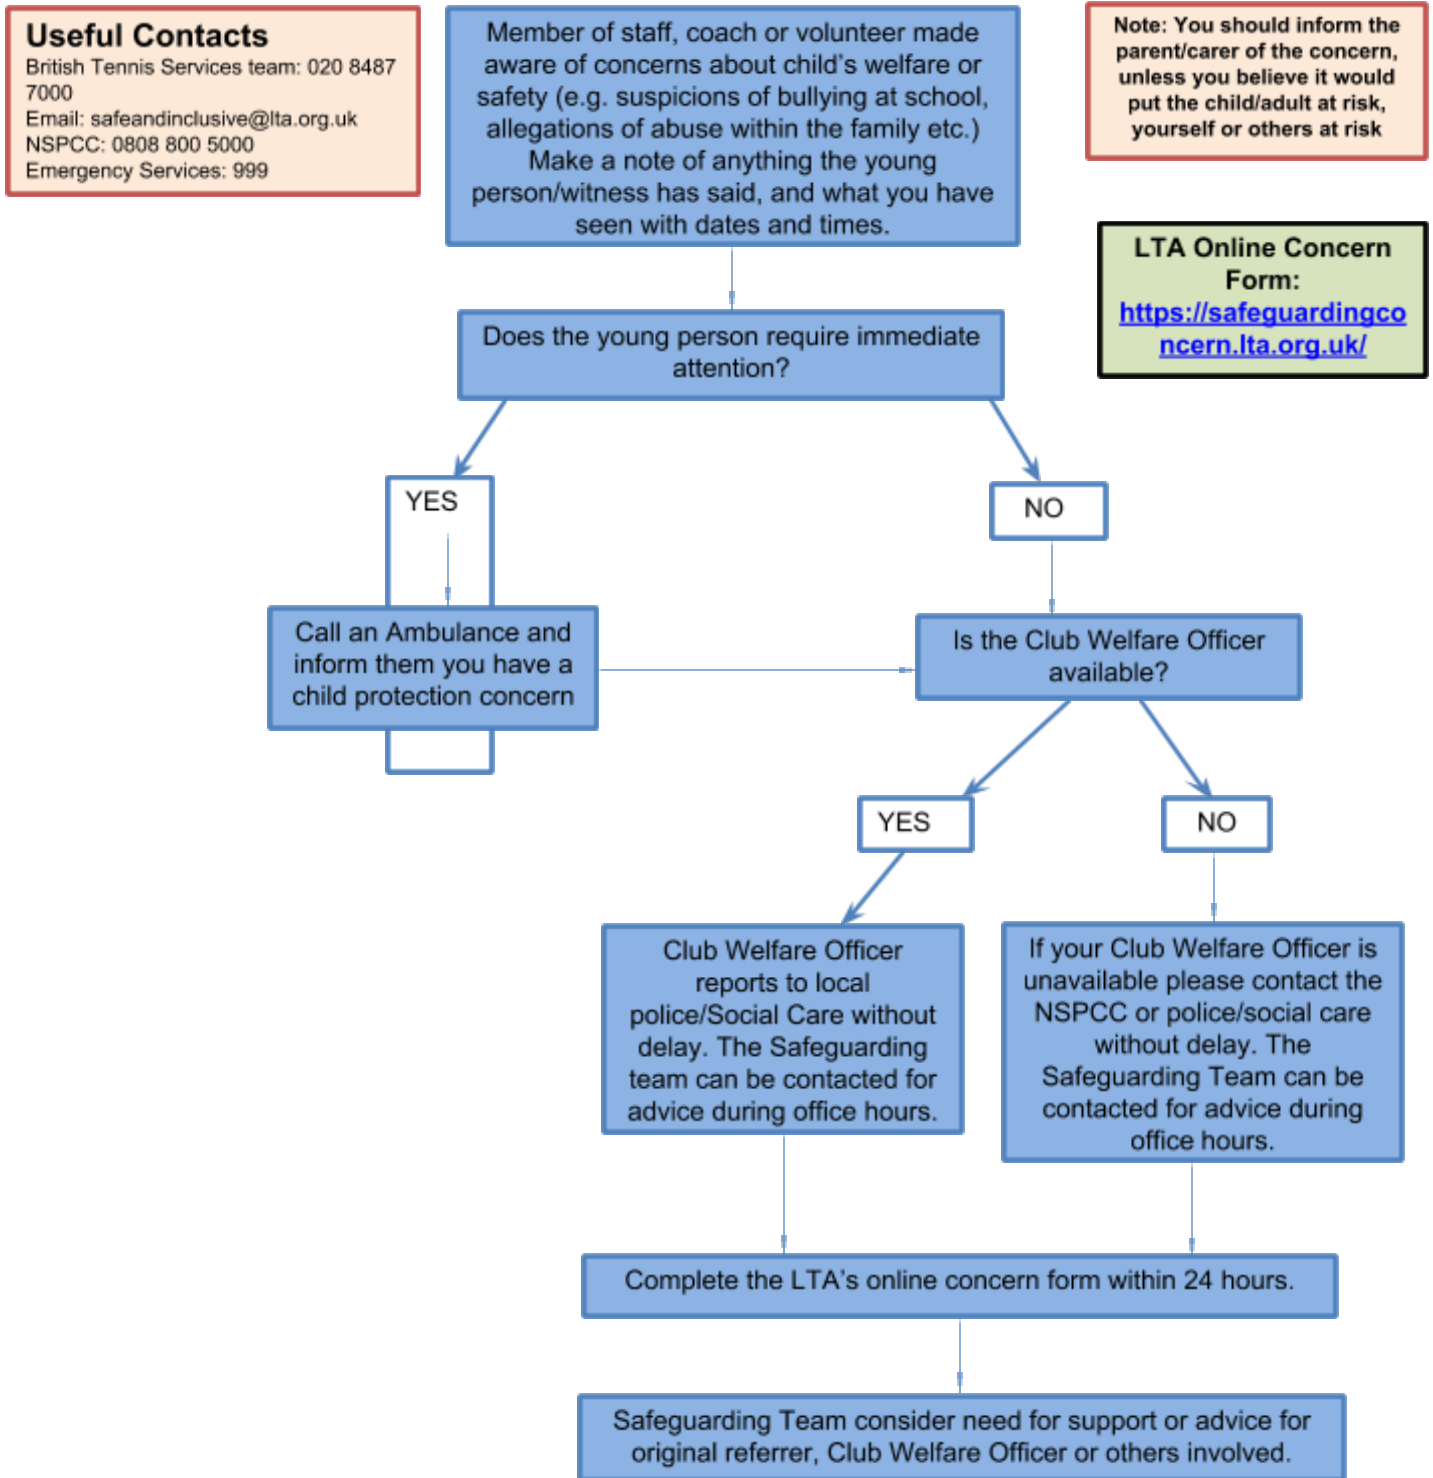 Useful Contacts
British Tennis Services team: 020 8487
7000
Email: safeandinclusive@lta.org.uk
NSPCC: 0808 800 5000
Emergency Services: 999
Member of staff, coach or volunteer made
aware of concerns about child’s welfare or
safety (e.g. suspicions of bullying at school,
allegations of abuse within the family etc.)
Make a note of anything the young
person/witness has said, and what you have
seen with dates and times.
Note: You should inform the
parent/carer of the concern,
unless you believe it would
put the child/adult at risk,
yourself or others at risk
LTA Online Concern
Form:
https://safeguardingco
ncern.lta.org.uk/
Does the young person require immediate
attention?
YES
NO
Call an Ambulance and
inform them you have a
child protection concern
Is the Club Welfare Officer
available?
YES
NO
Club Welfare Officer
reports to local
police/Social Care without
delay. The Safeguarding
team can be contacted for
advice during office hours.
If your Club Welfare Officer is
unavailable please contact the
NSPCC or police/social care
without delay. The
Safeguarding Team can be
contacted for advice during
office hours.
Complete the LTA’s online concern form within 24 hours.
Safeguarding Team consider need for support or advice for
original referrer, Club Welfare Officer or others involved.